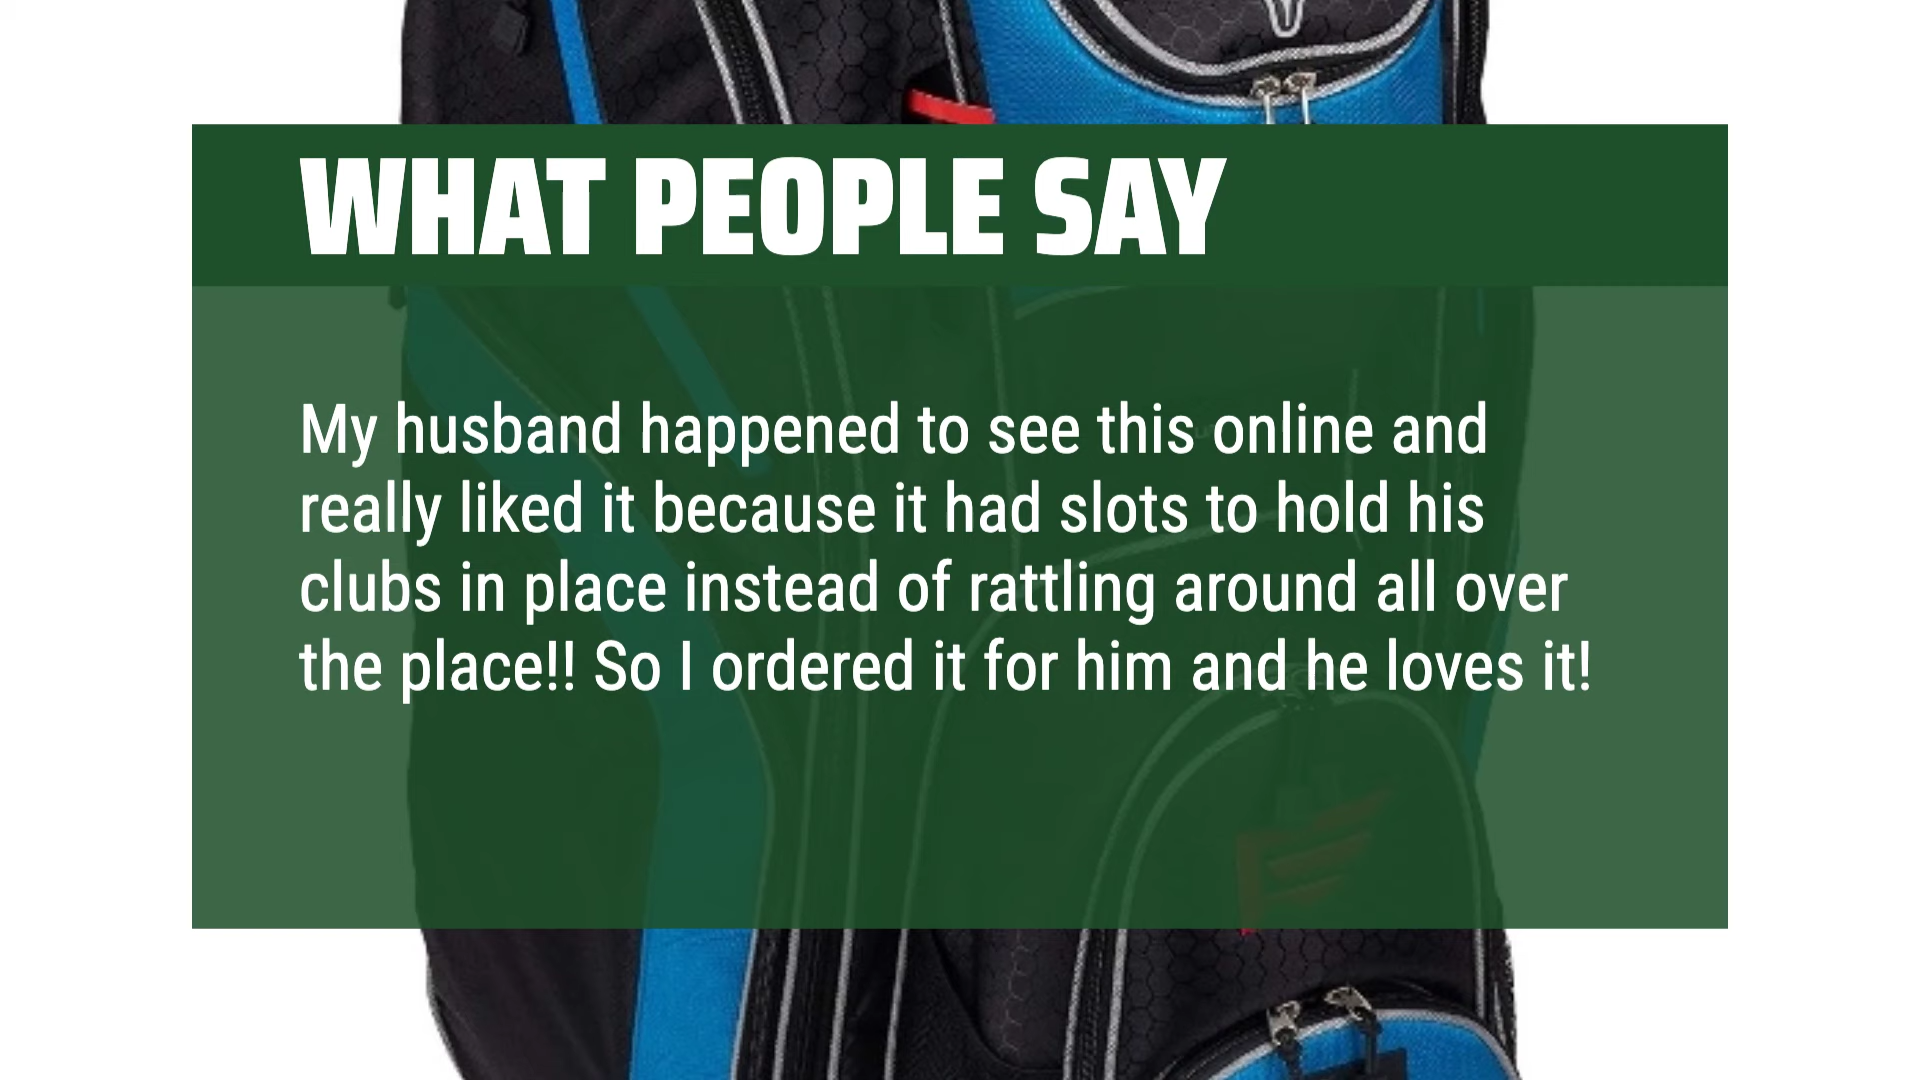 WHAT PEOPLE SAY
My husband happened to see this online and
really liked it because it had slots to hold his
clubs in place instead of rattling around all over
the place!! So I ordered it for him and he loves it!